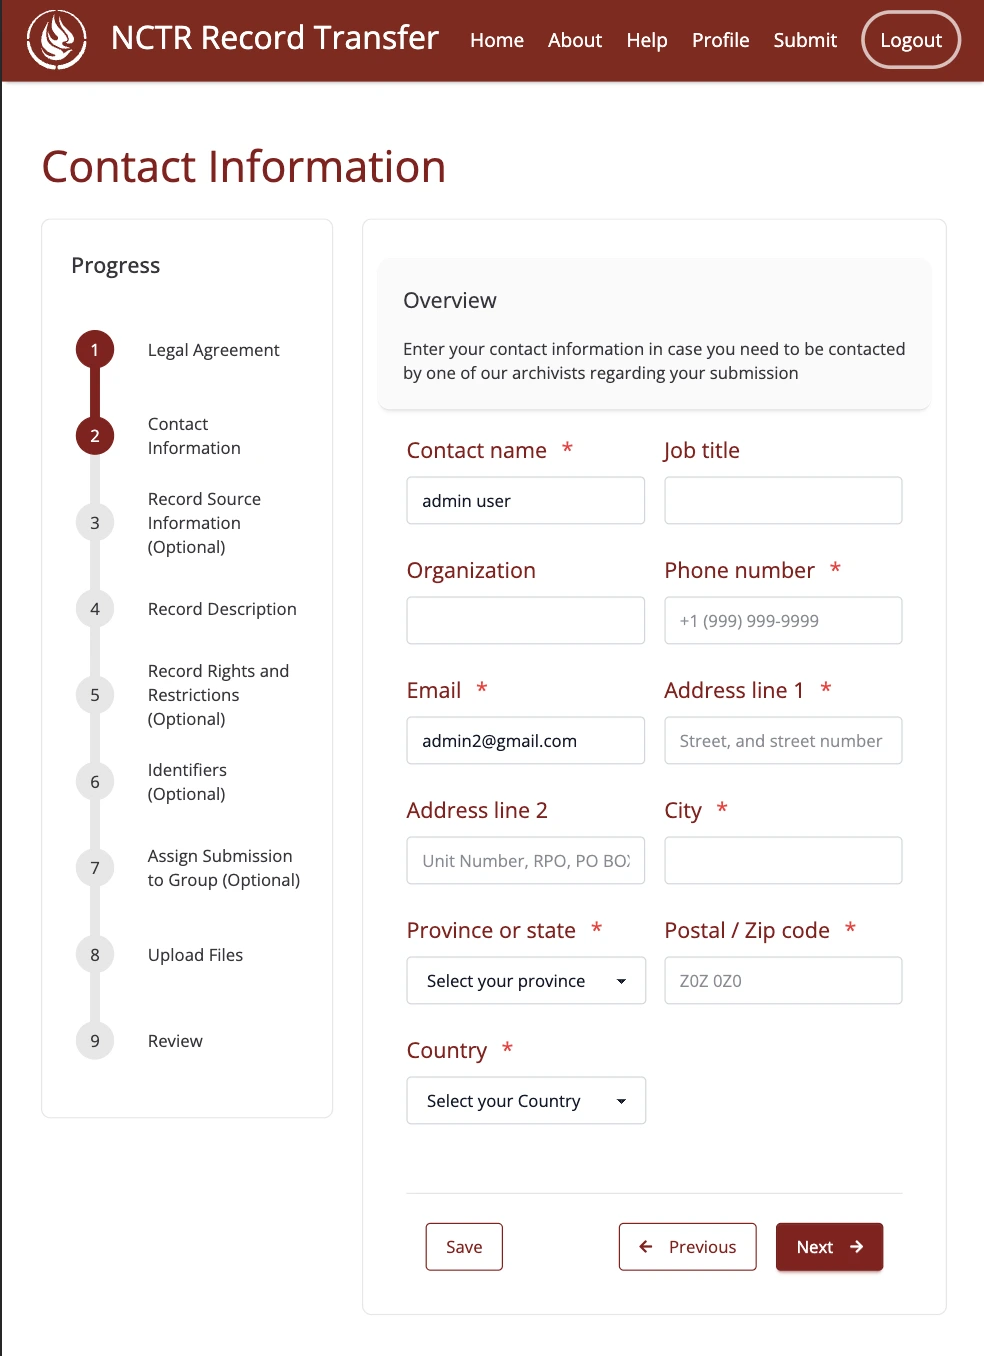 NCTR Record Transfer
Home About Help Profile Submit Logout
Contact Information
Progress
1 Legal Agreement
2 Contact
Information
3 Record Source
Information
(Optional)
4 Record Description
5 Record Rights and
Restrictions
(Optional)
6 Identifiers
(Optional)
7 Assign Submission
to Group (Optional)
8 Upload Files
9 Review
Overview
Enter your contact information in case you need to be contacted
by one of our archivists regarding your submission
Contact name *
admin user
Job title
Organization
Phone number *
+1 (999) 999-9999
Email *
admin2@gmail.com
Address line 1 *
Street, and street number
Address line 2
Unit Number, RPO, PO BO
City *
Province or state *
Select your province
Postal / Zip code *
Z0Z 0Z0
Country *
Select your Country
Save
Previous
Next